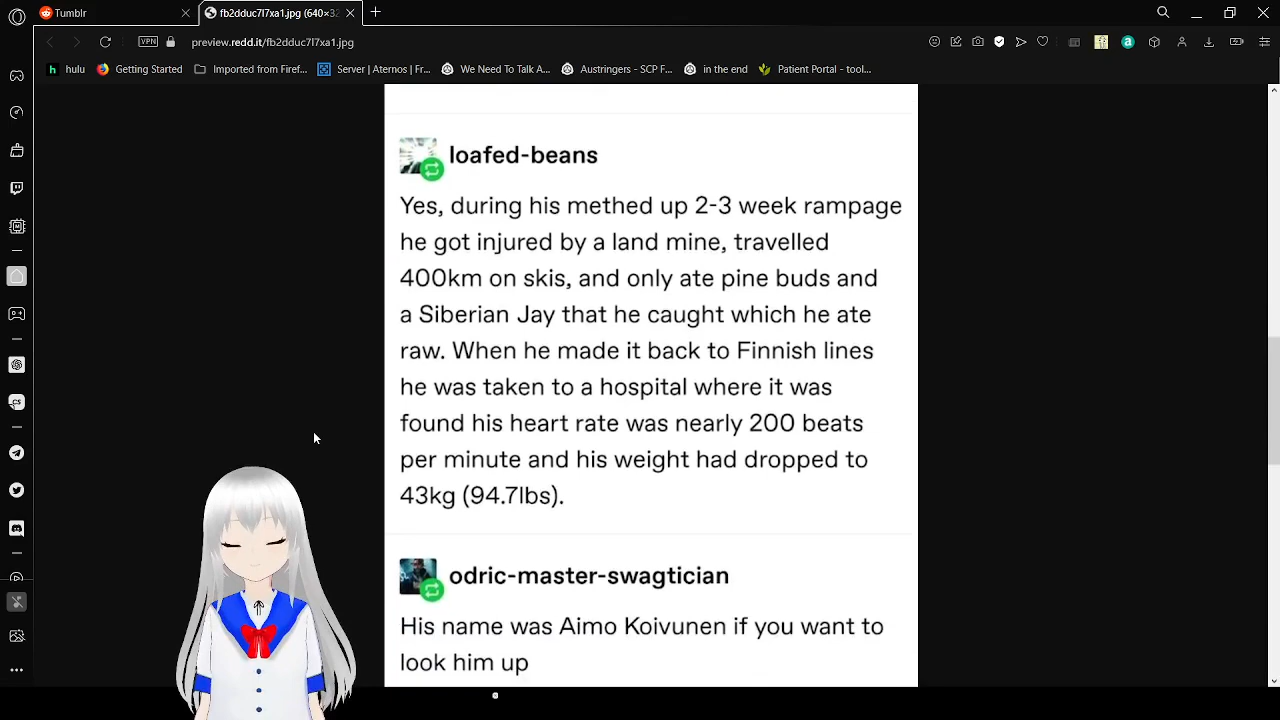 Tumblr
fb2dduc7l7xa1.jpg (640×32
VPN
preview.redd.it/fb2dduc7l7xa1.jpg
hulu
Getting Started
Imported from Firef...
Server | Aternos | Fr...
We Need To Talk A...
Austringers - SCP F...
in the end
Patient Portal - tool...
loafed-beans
Yes, during his methed up 2-3 week rampage
he got injured by a land mine, travelled
400km on skis, and only ate pine buds and
a Siberian Jay that he caught which he ate
raw. When he made it back to Finnish lines
he was taken to a hospital where it was
found his heart rate was nearly 200 beats
per minute and his weight had dropped to
43kg (94.7lbs).
odric-master-swagtician
His name was Aimo Koivunen if you want to
look him up